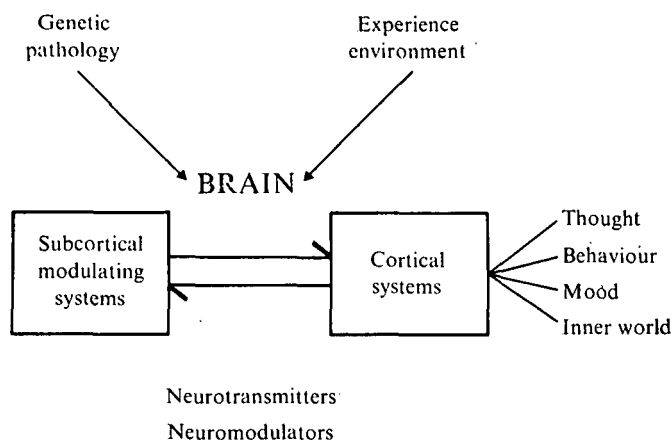 Genetic
pathology
Experience
environment
BRAIN
Subcortical
modulating
systems
Cortical
systems
Thought
Behaviour
Mood
Inner world
Neurotransmitters
Neuromodulators